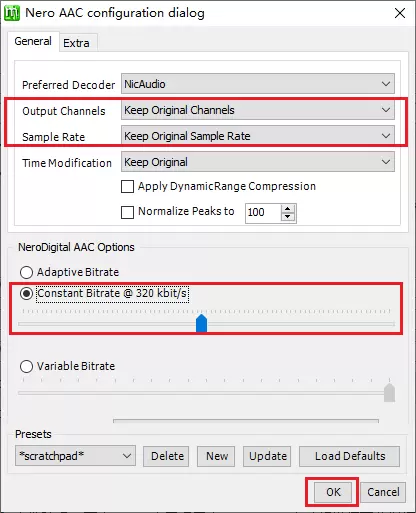 Nero AAC configuration dialog
General Extra
Preferred Decoder NicAudio
Output Channels Keep Original Channels
Sample Rate Keep Original Sample Rate
Time Modification Keep Original
Apply DynamicRange Compression
Normalize Peaks to 100
NeroDigital AAC Options
Adaptive Bitrate
Constant Bitrate @ 320 kbit/s
Variable Bitrate
Presets
*scratchpad* Delete New Update Load Defaults
OK Cancel